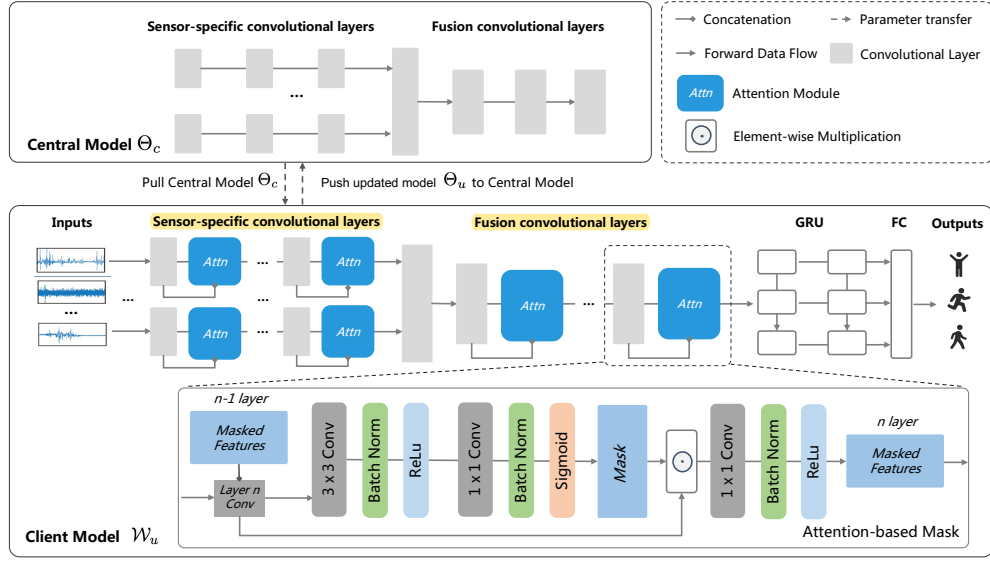 Sensor-specific convolutional layers
Fusion convolutional layers
...
Central Model Θ_c
Concatenation
Parameter transfer
Forward Data Flow
Convolutional Layer
Attn
Attention Module
Element-wise Multiplication
Pull Central Model Θ_c
Push updated model Θ_u to Central Model
Inputs
Sensor-specific convolutional layers
Fusion convolutional layers
GRU
FC
Outputs
Attn
...
Attn
Attn
...
Attn
...
...
Attn
...
Attn
n-1 layer
Masked
Features
Layer n
Conv
3 x 3 Conv
Batch Norm
ReLu
1 x 1 Conv
Batch Norm
Sigmoid
Mask
1 x 1 Conv
Batch Norm
ReLu
n layer
Masked
Features
Client Model 𝒲_u
Attention-based Mask